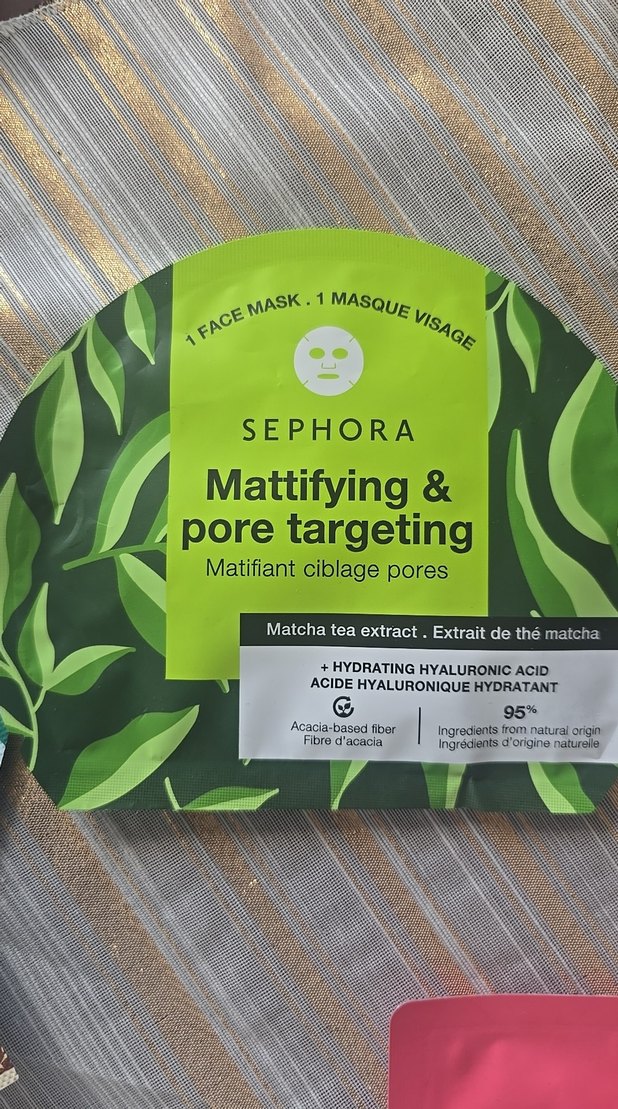 1 FACE MASK . 1 MASQUE VISAGE
SEPHORA
Mattifying &
pore targeting
Matifiant ciblage pores
Matcha tea extract . Extrait de thé matcha
+ HYDRATING HYALURONIC ACID
ACIDE HYALURONIQUE HYDRATANT
Acacia-based fiber
Fibre d'acacia
95%
Ingredients from natural origin
Ingrédients d'origine naturelle